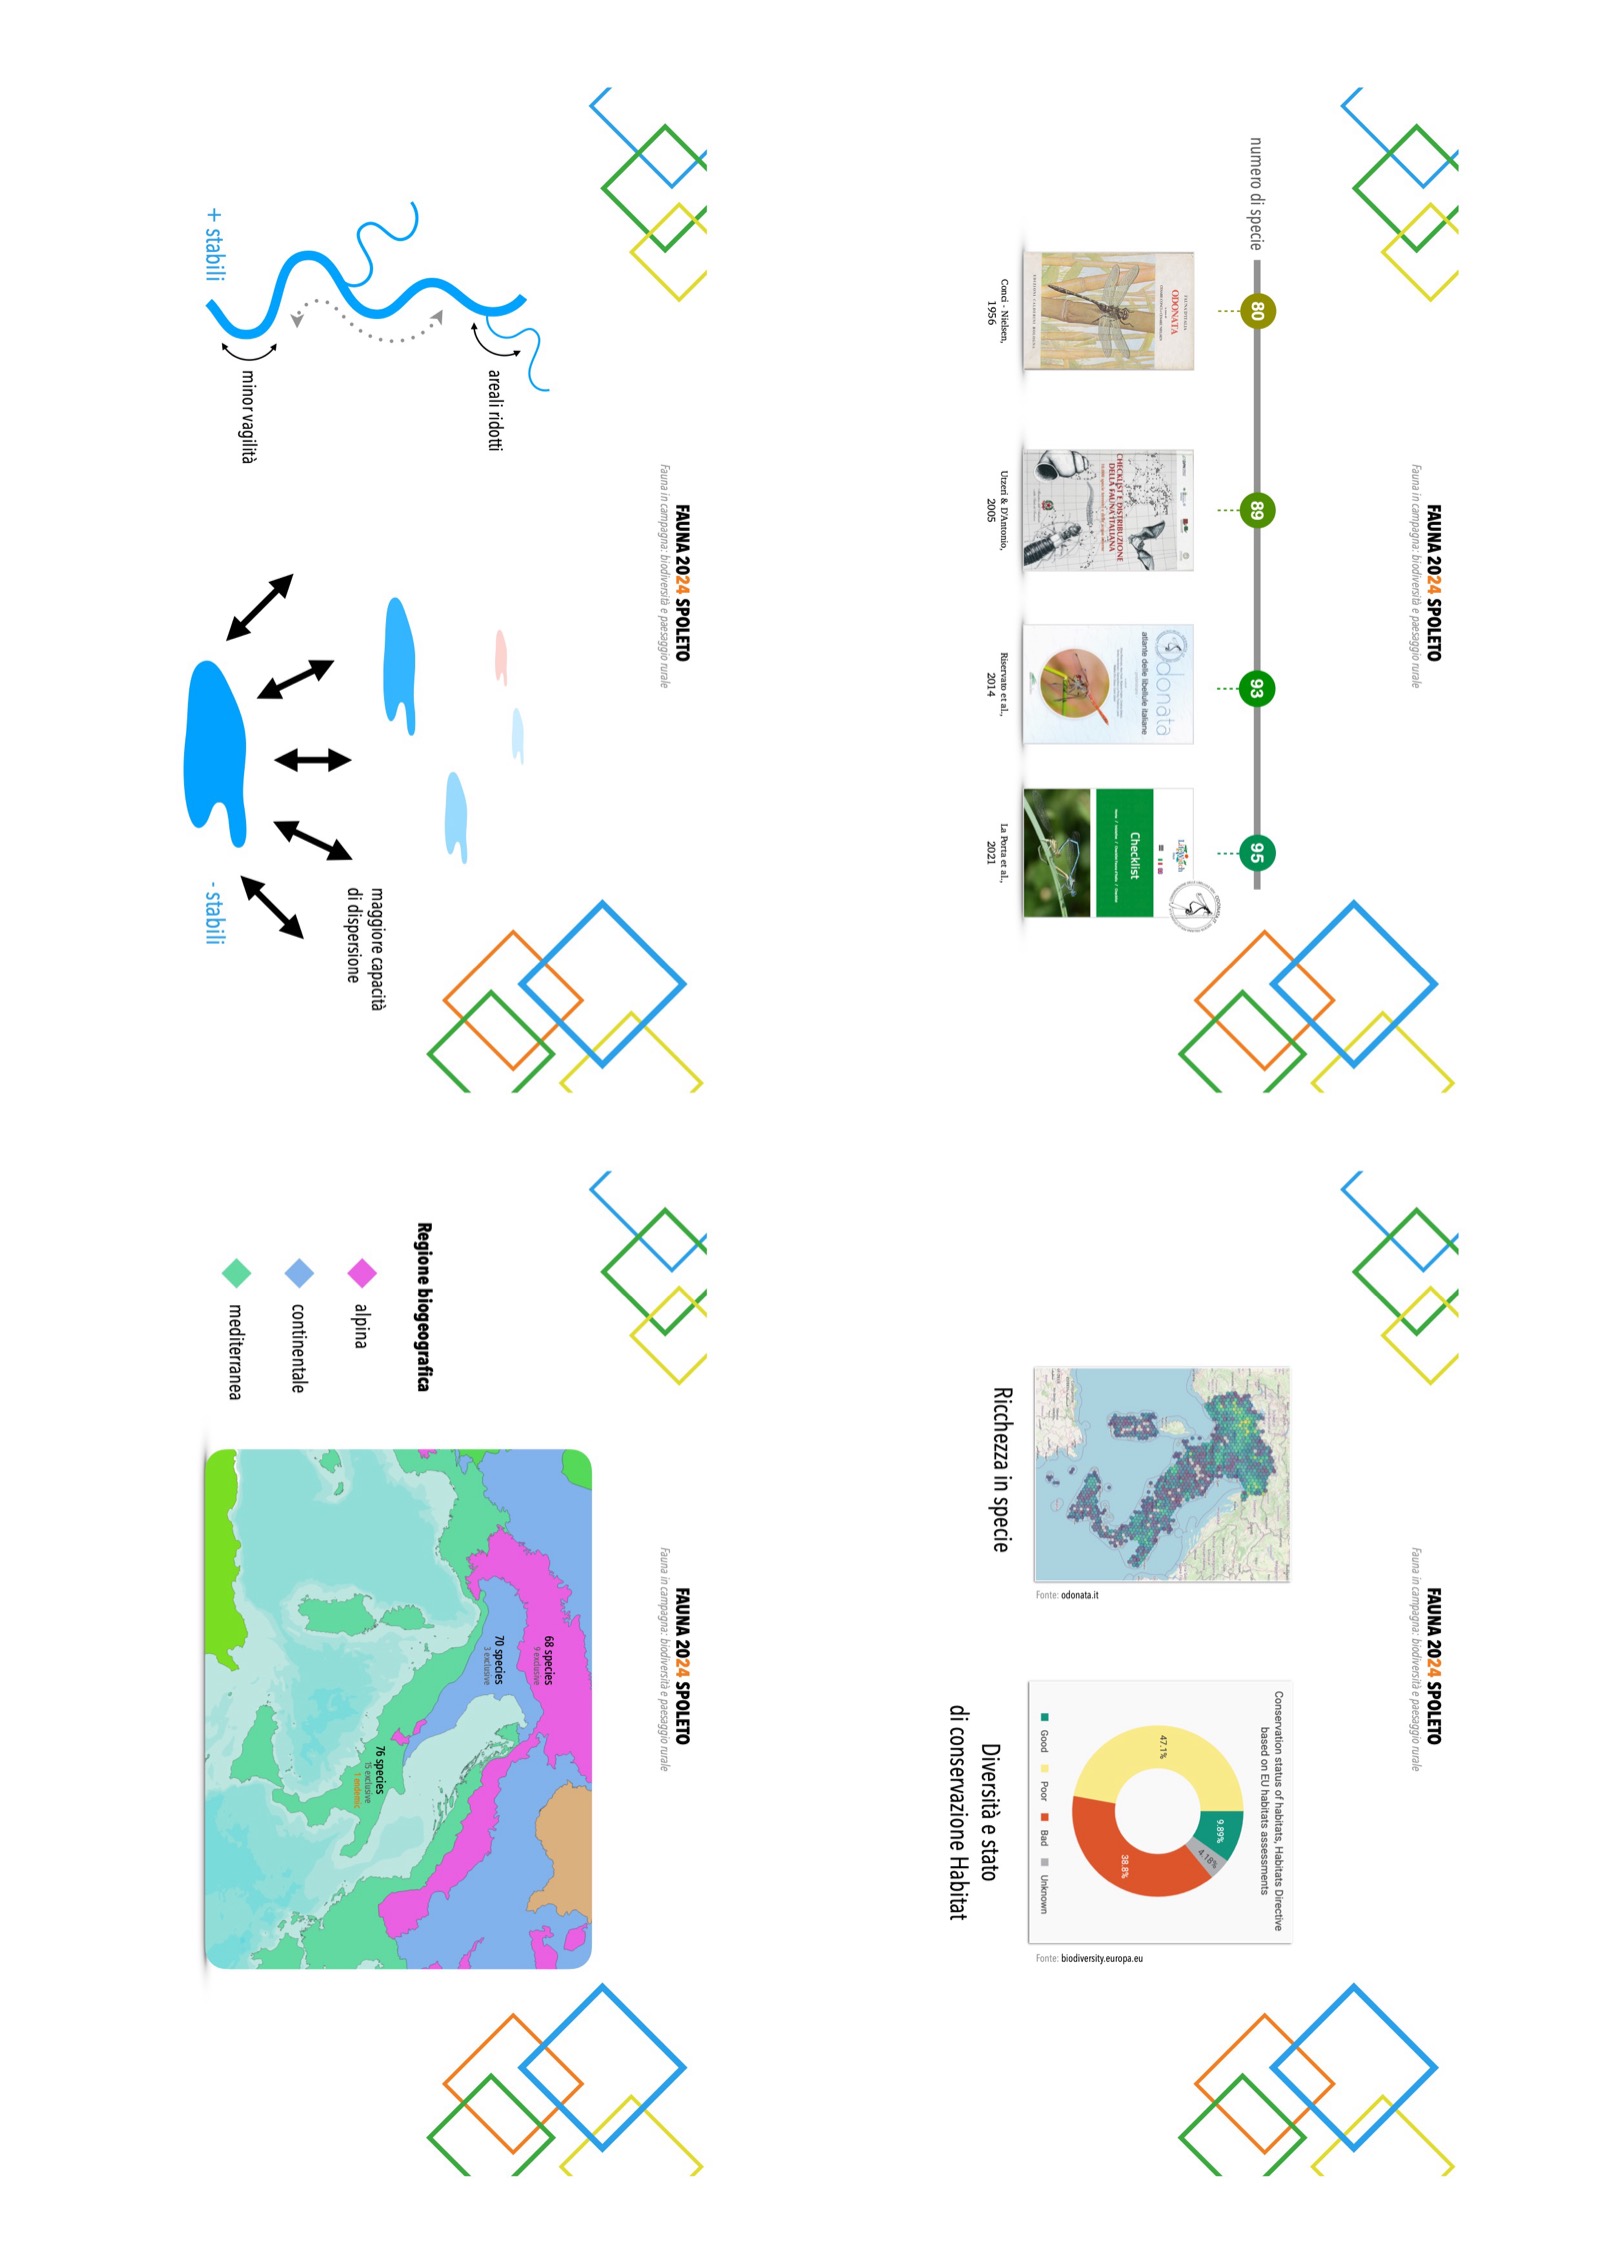 FAUNA 2024 SPOLETO
Fauna in campagna: biodiversità e paesaggio rurale
numero di specie
80
89
93
95
FAUNA D'ITALIA
ODONATA
EDIZIONI CALDERINI BOLOGNA
CHECKLIST E DISTRIBUZIONE
DELLA FAUNA ITALIANA
Odonata
atlante delle libellule italiane
ODONATA.IT
LifeWatch
Checklist
Conci - Nielsen,
1956
Utzeri & D'Antonio,
2005
Riservato et al.,
2014
La Porta et al.,
2021
FAUNA 2024 SPOLETO
Fauna in campagna: biodiversità e paesaggio rurale
Fonte: odonata.it
Ricchezza in specie
Conservation status of habitats, Habitats Directive
based on EU habitats assessments
9.89%
4.18%
47.1%
38.8%
Good
Poor
Bad
Unknown
Fonte: biodiversity.europa.eu
Diversità e stato
di conservazione Habitat
FAUNA 2024 SPOLETO
Fauna in campagna: biodiversità e paesaggio rurale
areali ridotti
minor vagilità
+ stabili
maggiore capacità
di dispersione
- stabili
FAUNA 2024 SPOLETO
Fauna in campagna: biodiversità e paesaggio rurale
Regione biogeografica
alpina
continentale
mediterranea
68 species
9 exclusive
70 species
3 exclusive
76 species
15 exclusive
1 endemic